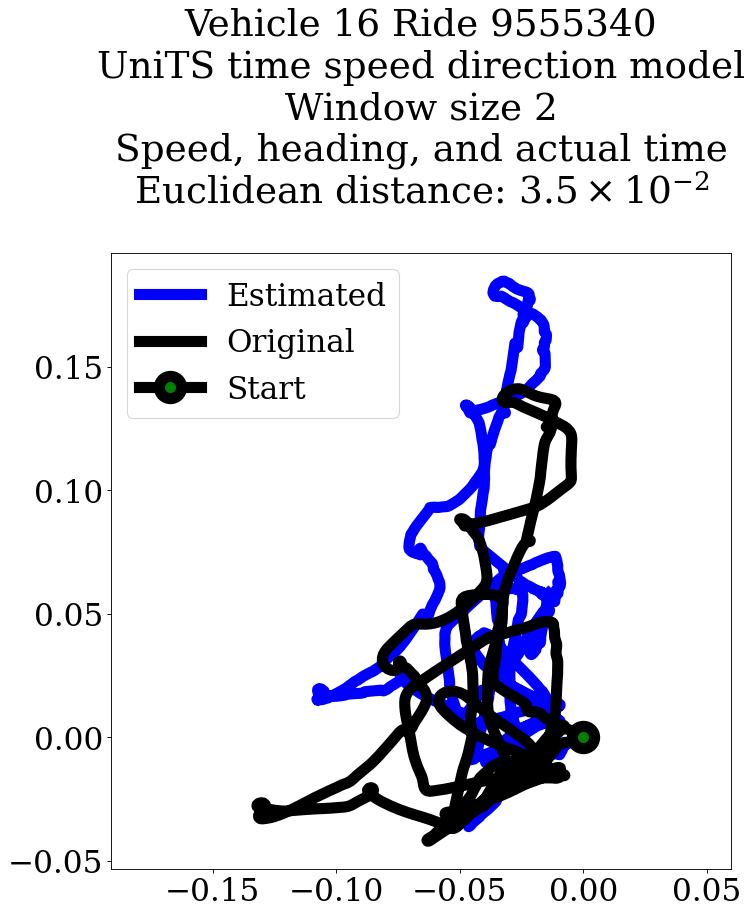 Vehicle 16 Ride 9555340
UniTS time speed direction model
Window size 2
Speed, heading, and actual time
Euclidean distance: 3.5 × 10⁻²
Estimated
Original
Start
0.15
0.10
0.05
0.00
−0.05
−0.15 −0.10 −0.05 0.00 0.05